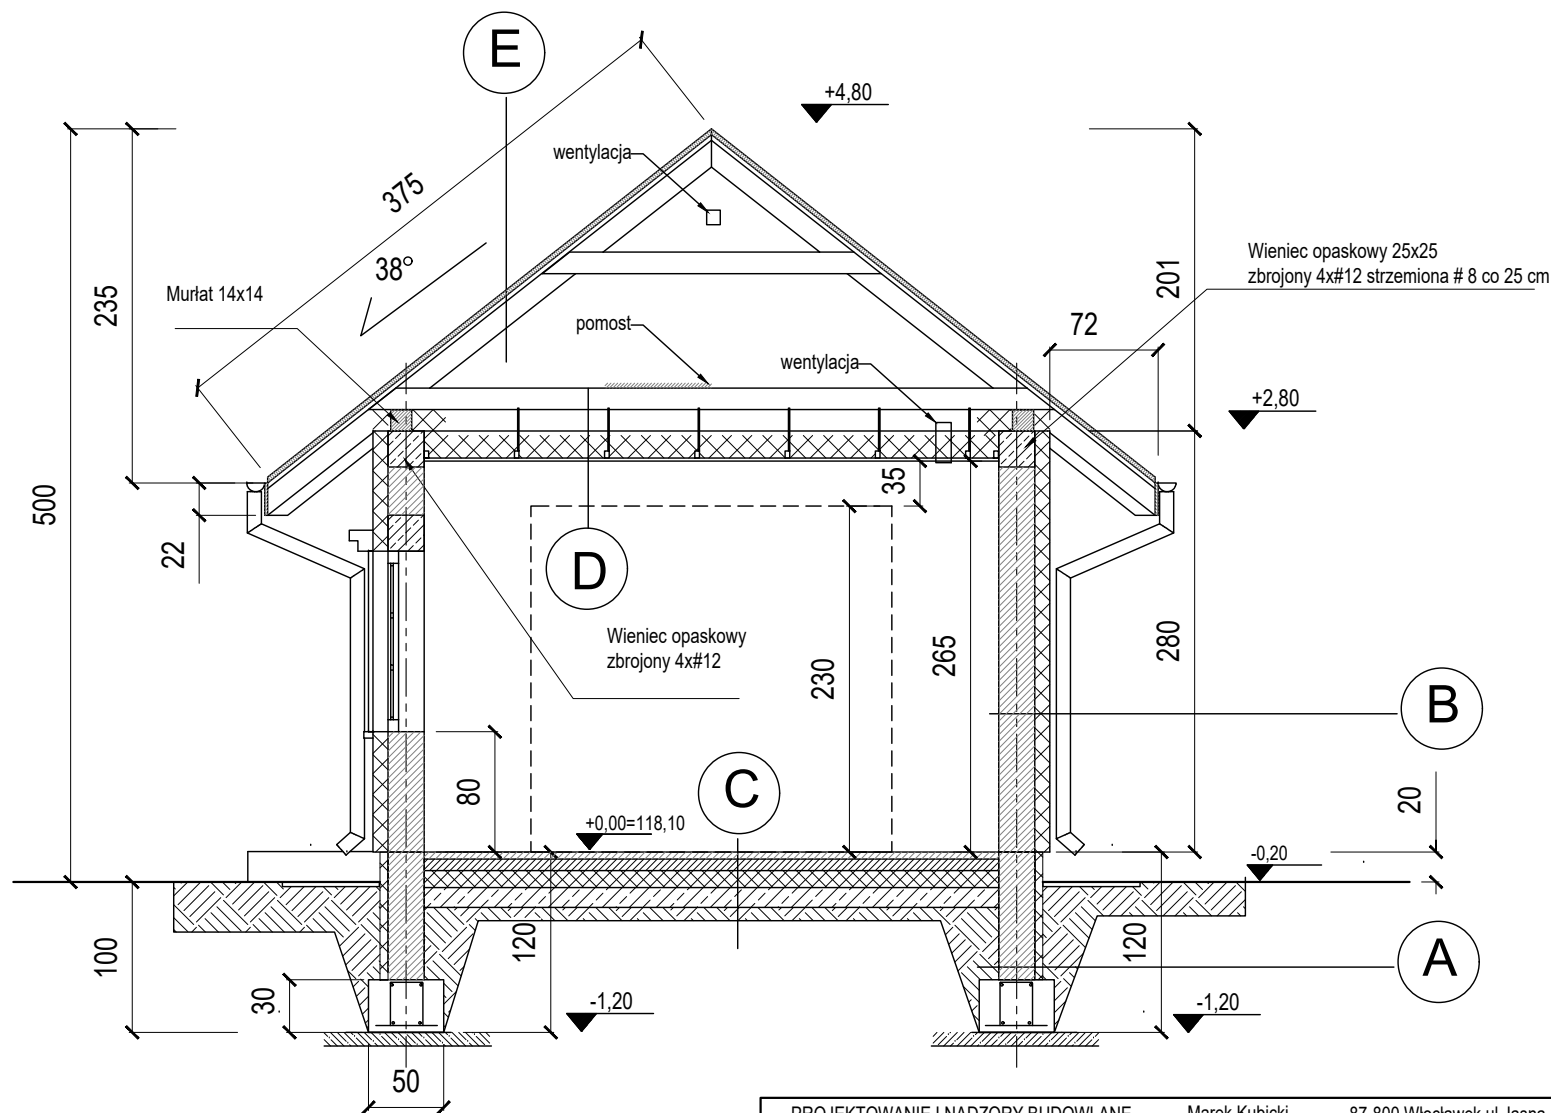 E
+4,80
wentylacja
375
38°
Murłat 14x14
235
201
Wieniec opaskowy 25x25
zbrojony 4x#12 strzemiona # 8 co 25 cm
72
pomost
wentylacja
+2,80
35
500
22
D
Wieniec opaskowy
zbrojony 4x#12
230
265
280
B
80
C
20
+0,00=118,10
-0,20
100
120
120
A
30
-1,20
-1,20
50